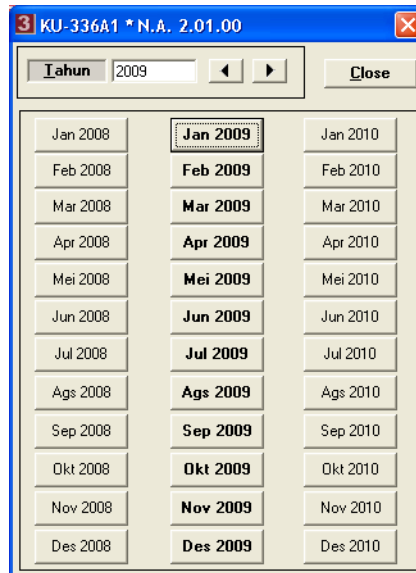 3 KU-336A1 * N.A. 2.01.00
Tahun 2009 Close
Jan 2008 Jan 2009 Jan 2010
Feb 2008 Feb 2009 Feb 2010
Mar 2008 Mar 2009 Mar 2010
Apr 2008 Apr 2009 Apr 2010
Mei 2008 Mei 2009 Mei 2010
Jun 2008 Jun 2009 Jun 2010
Jul 2008 Jul 2009 Jul 2010
Ags 2008 Ags 2009 Ags 2010
Sep 2008 Sep 2009 Sep 2010
Okt 2008 Okt 2009 Okt 2010
Nov 2008 Nov 2009 Nov 2010
Des 2008 Des 2009 Des 2010